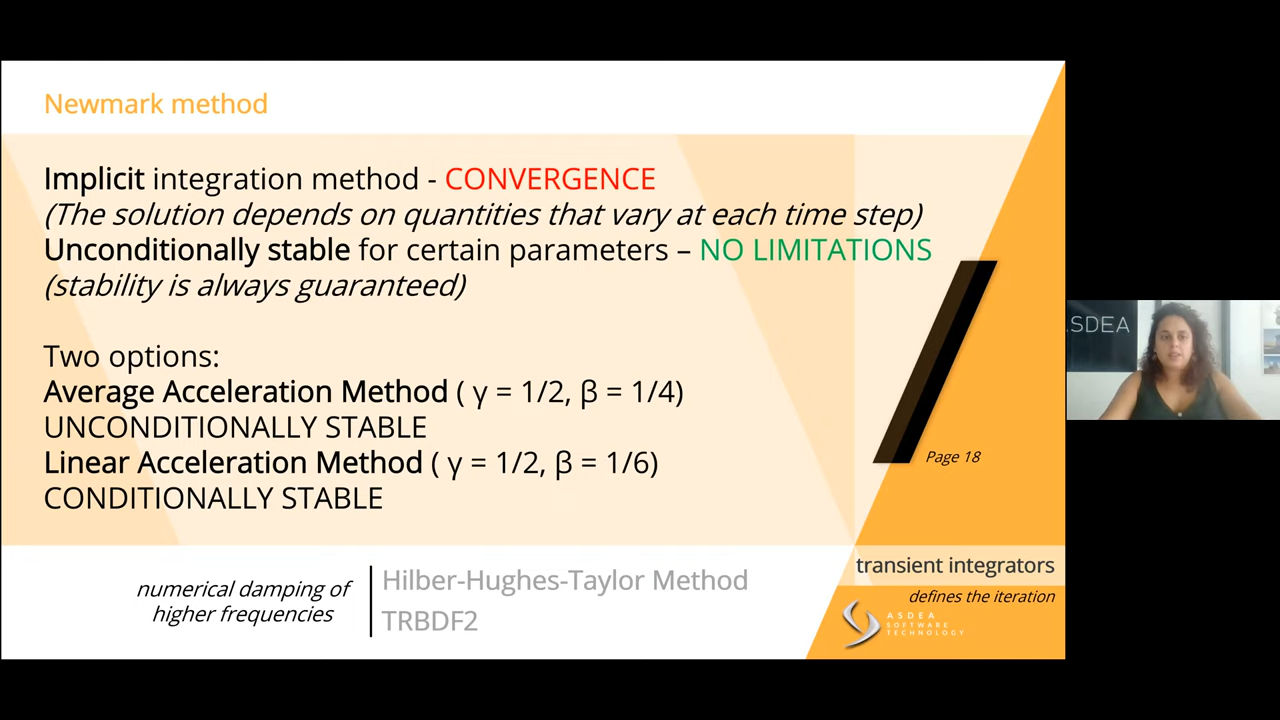 Newmark method
Implicit integration method - CONVERGENCE
(The solution depends on quantities that vary at each time step)
Unconditionally stable for certain parameters – NO LIMITATIONS
(stability is always guaranteed)
Two options:
Average Acceleration Method ( γ = 1/2, β = 1/4)
UNCONDITIONALLY STABLE
Linear Acceleration Method ( γ = 1/2, β = 1/6)
CONDITIONALLY STABLE
Page 18
numerical damping of
higher frequencies
Hilber-Hughes-Taylor Method
TRBDF2
transient integrators
defines the iteration
ASDEA
SOFTWARE
TECHNOLOGY
SDEA